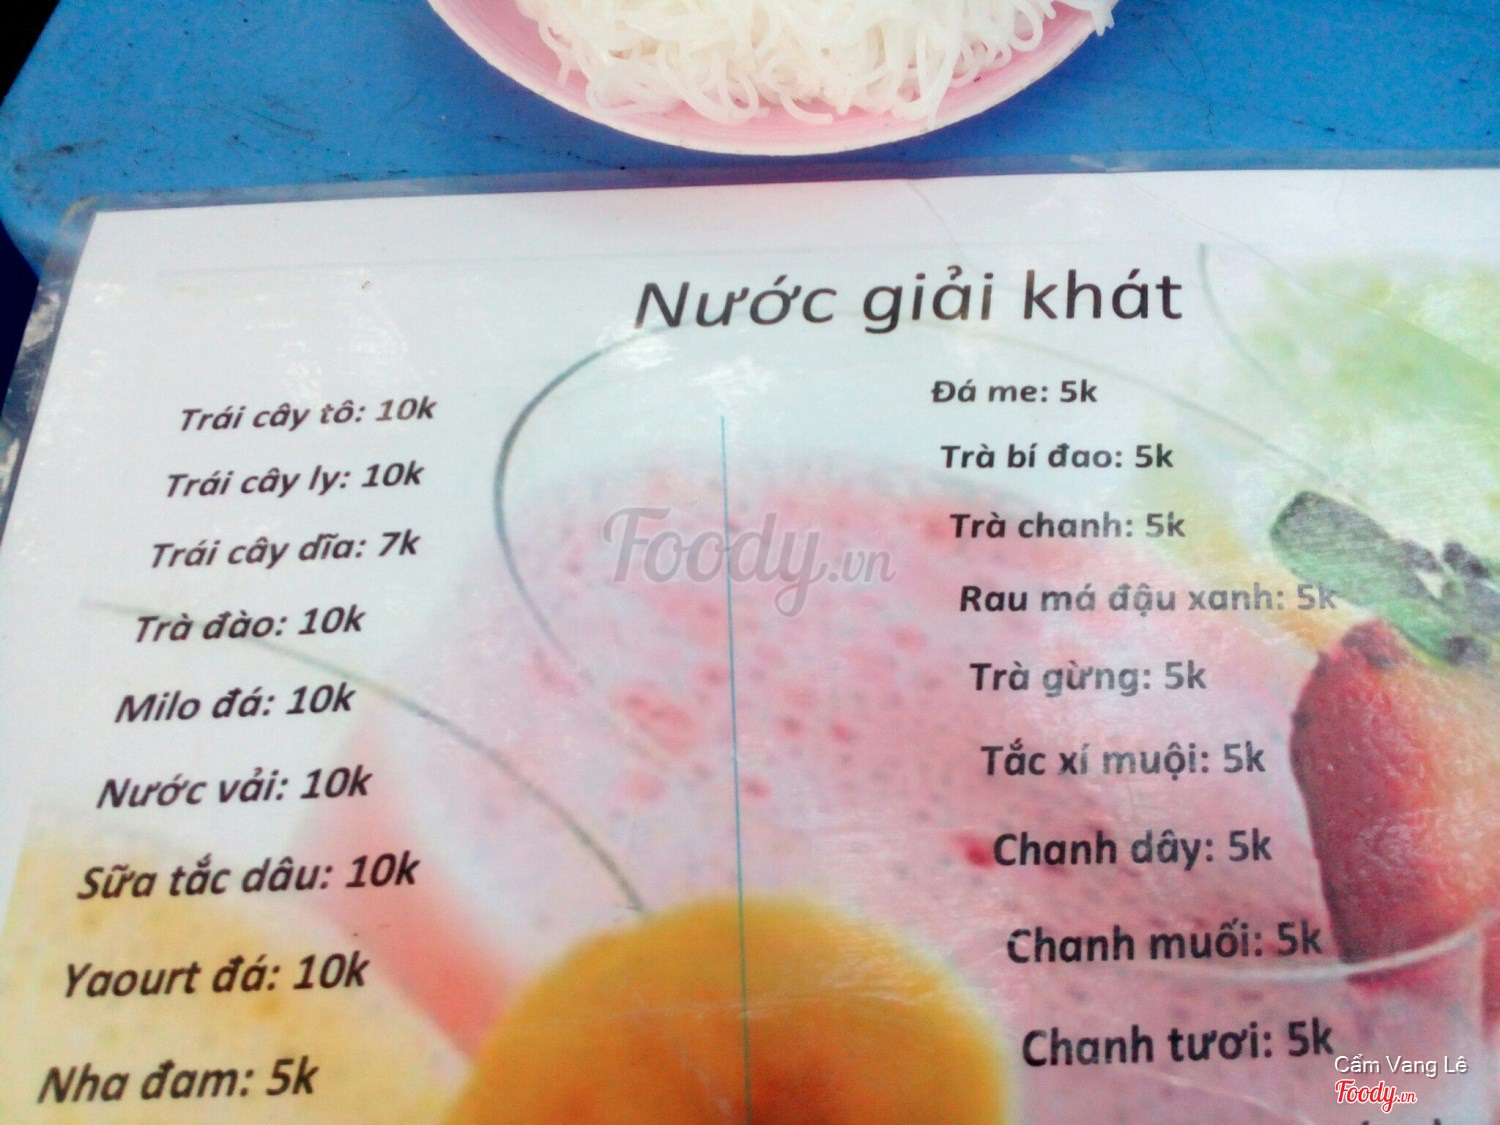 Nước giải khát
Trái cây tô: 10k
Trái cây ly: 10k
Trái cây dĩa: 7k
Trà đào: 10k
Milo đá: 10k
Nước vải: 10k
Sữa tắc dâu: 10k
Yaourt đá: 10k
Nha đam: 5k
Đá me: 5k
Trà bí đao: 5k
Trà chanh: 5k
Rau má đậu xanh: 5k
Trà gừng: 5k
Tắc xí muội: 5k
Chanh dây: 5k
Chanh muối: 5k
Chanh tươi: 5k
Foody.vn
Cẩm Vang Lê
Foody.vn